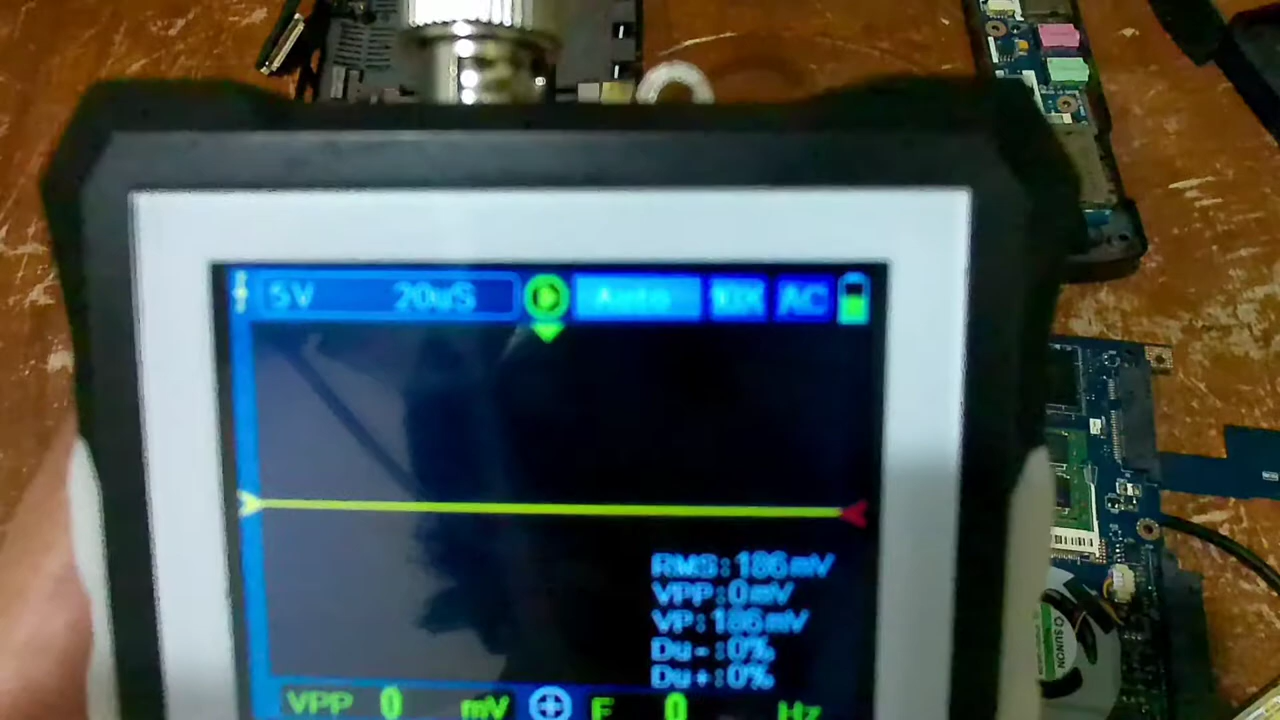 5V 20uS Auto 10X AC
RMS:186mV
VPP:0mV
VP:186mV
Du-:0%
Du+:0%
VPP 0 mV F 0 Hz
SUNON